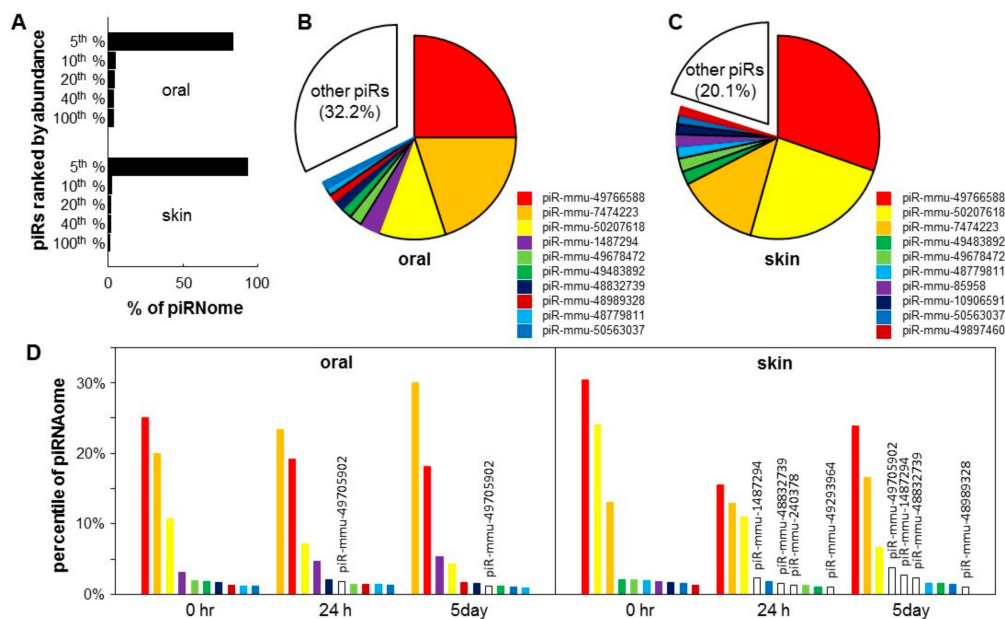 A
piRs ranked by abundance
5th %
10th %
20th %
40th %
100th %
oral
5th %
10th %
20th %
40th %
100th %
skin
0
50
100
% of piRNome
B
other piRs
(32.2%)
oral
piR-mmu-49766588
piR-mmu-7474223
piR-mmu-50207618
piR-mmu-1487294
piR-mmu-49678472
piR-mmu-49483892
piR-mmu-48832739
piR-mmu-48989328
piR-mmu-48779811
piR-mmu-50563037
C
other piRs
(20.1%)
skin
piR-mmu-49766588
piR-mmu-50207618
piR-mmu-7474223
piR-mmu-49483892
piR-mmu-49678472
piR-mmu-48779811
piR-mmu-85958
piR-mmu-10906591
piR-mmu-50563037
piR-mmu-49897460
D
percentile of piRNAome
30%
20%
10%
0%
oral
piR-mmu-49705902
piR-mmu-49705902
0 hr
24 h
5day
skin
piR-mmu-1487294
piR-mmu-48832739
piR-mmu-240378
piR-mmu-49293964
piR-mmu-49705902
piR-mmu-1487294
piR-mmu-48832739
piR-mmu-48989328
0 hr
24 h
5day